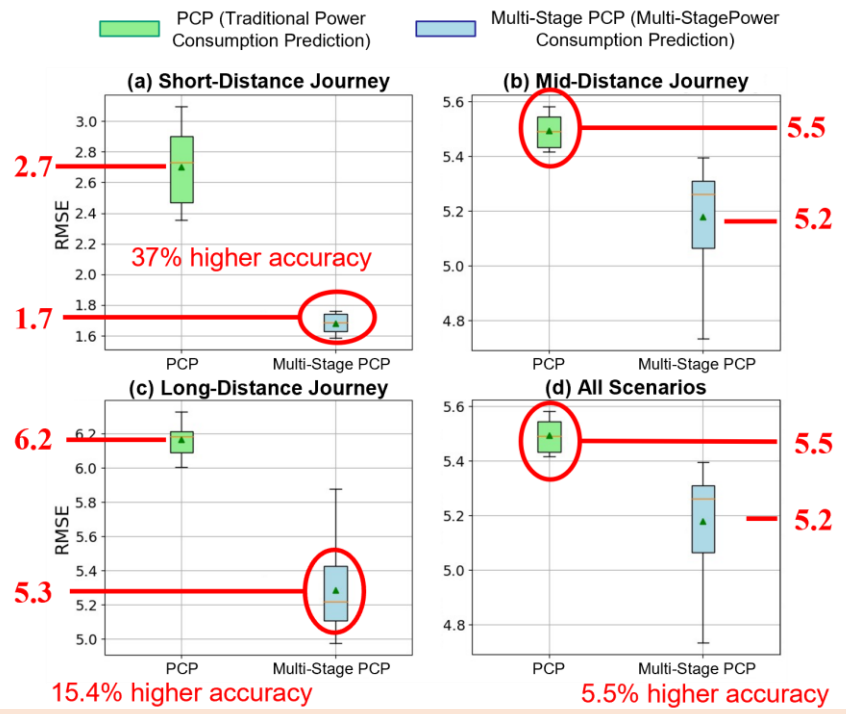 PCP (Traditional Power
Consumption Prediction)
Multi-Stage PCP (Multi-StagePower
Consumption Prediction)
(a) Short-Distance Journey
3.0
2.8
2.6
2.4
2.2
2.0
1.8
1.6
RMSE
2.7
1.7
37% higher accuracy
PCP
Multi-Stage PCP
(b) Mid-Distance Journey
5.6
5.4
5.2
5.0
4.8
5.5
5.2
PCP
Multi-Stage PCP
(c) Long-Distance Journey
6.2
6.0
5.8
5.6
5.4
5.2
5.0
RMSE
6.2
5.3
PCP
Multi-Stage PCP
15.4% higher accuracy
(d) All Scenarios
5.6
5.4
5.2
5.0
4.8
5.5
5.2
PCP
Multi-Stage PCP
5.5% higher accuracy